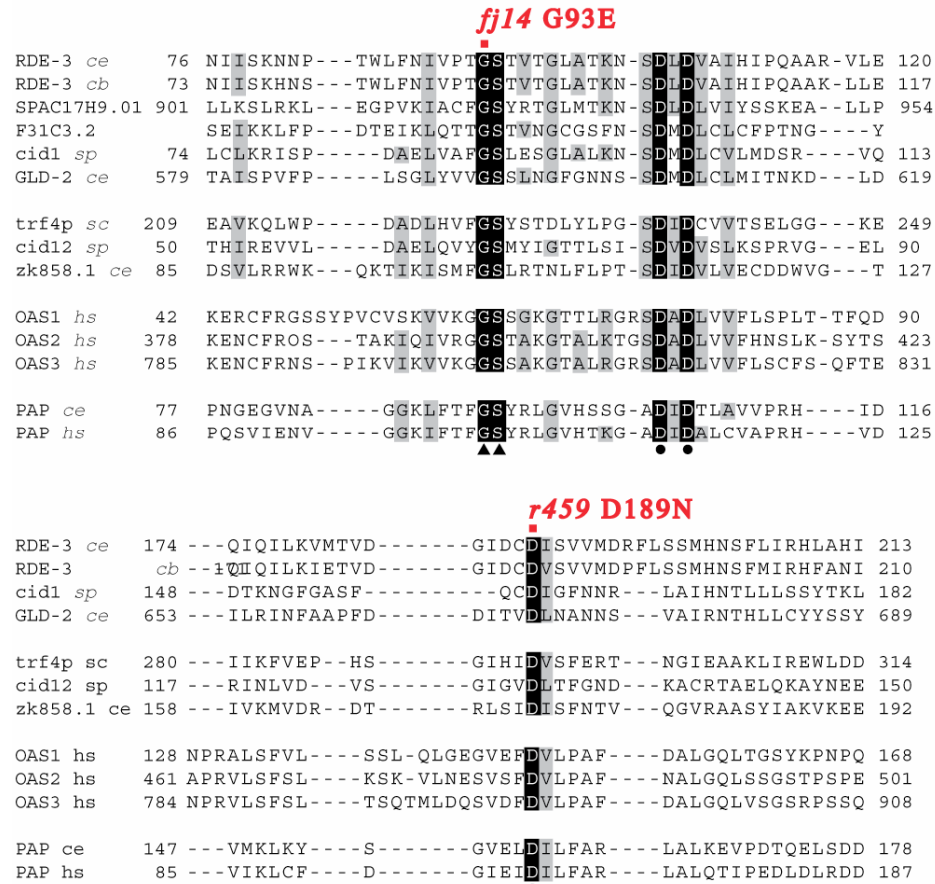 fj14 G93E
RDE-3 ce 76 NIISKNNP---TWLFNIVPTGSTVTGLATKN-SDLDVAIHIPQAAR-VLE 120
RDE-3 cb 73 NIISKHNS---TWLFNIVPTGSTVTGLATKN-SDLDVAIHIPQAAK-LLE 117
SPAC17H9.01 901 LLKSLRKL---EGPVKIACFGSYRTGLMTKN-SDLDLVIYSSKEA-LLP 954
F31C3.2 SEIKKLFP---DTEIKLQTTGSTVNGCGSFN-SDMDLCLCFPTNG---Y
cid1 sp 74 LCLKRISP-----DAELVAFGSLESGLALKN-SDMDLCVLMDSR---VQ 113
GLD-2 ce 579 TAISPVFP-----LSGLYVVGSSLNGFGNNS-SDMDLCLMITNKD--LD 619
trf4p sc 209 EAVKQLWP-----DADLHVFGSYSTDLYLPG-SDIDCVVTSELGG--KE 249
cid12 sp 50 THIREVVL-----DAELQVYGSMYIGTTLSI-SDVDVSLKSPRVG--EL 90
zk858.1 ce 85 DSVLRRWK---QKTIKISMFGSLRTNLFLPT-SDIDVLVECDDWVG---T 127
OAS1 hs 42 KERCFRGSSYPVCVSKVVKGGSSGKGTTLRGRSDADLVVFLSPLT-TFQD 90
OAS2 hs 378 KENCFROS---TAKIQIVRGGSTAKGTALKTGSDADLVVFHNSLK-SYTS 423
OAS3 hs 785 KENCFRNS---PIKVIKVVKGGSSAKGTALRGRSDADLVVFLSCFS-QFTE 831
PAP ce 77 PNGEGVNA-----GGKLFTFGSYRLGVHSSG-ADIDTLAVVPRH---ID 116
PAP hs 86 PQSVIENV-----GGKIFTFGSYRLGVHTKG-ADIDALCVAPRH---VD 125
r459 D189N
RDE-3 ce 174 ---QIQILKVMTVD-------GIDCDISVVMDRFLSSMHNSFLIRHLAHI 213
RDE-3 cb QIQILKIETVD-------GIDCDVSVVMDPFLSSMHNSFMIRHFANI 210
cid1 sp 148 ---DTKNGFGASF---------QCDIGFNNR---LAIHNTLLLSSYTKL 182
GLD-2 ce 653 ---ILRINFAAPFD------DITVDLNANNS---VAIRNTHLLCYYSSY 689
trf4p sc 280 ---IIKFVEP--HS-------GIHIDVSFERT---NGIEAAKLIREWLDD 314
cid12 sp 117 ---RINLVD---VS-------GIGVDLTFGND---KACRTAELQKAYNEE 150
zk858.1 ce 158 ---IVKMVDR--DT-------RLSIDISFNTV---QGVRAASYIAKVKEE 192
OAS1 hs 128 NPRALSFVL----SSL-QLGEGVEFDVLPAF----DALGQLTGSYKPNPQ 168
OAS2 hs 461 APRVLSFSL----KSK-VLNESVSFDVLPAF----NALGQLSSGSTPSPE 501
OAS3 hs 784 NPRVLSFSL----TSQTMLDQSVDFDVLPAF----DALGQLVSGSRPSSQ 908
PAP ce 147 ---VMKLKY----S-------GVELDILFAR----LALKEVPDTQELSDD 178
PAP hs 85 ---VIKLCF----D-------GIEIDILFAR----LALQTIPEDLDLRDD 187